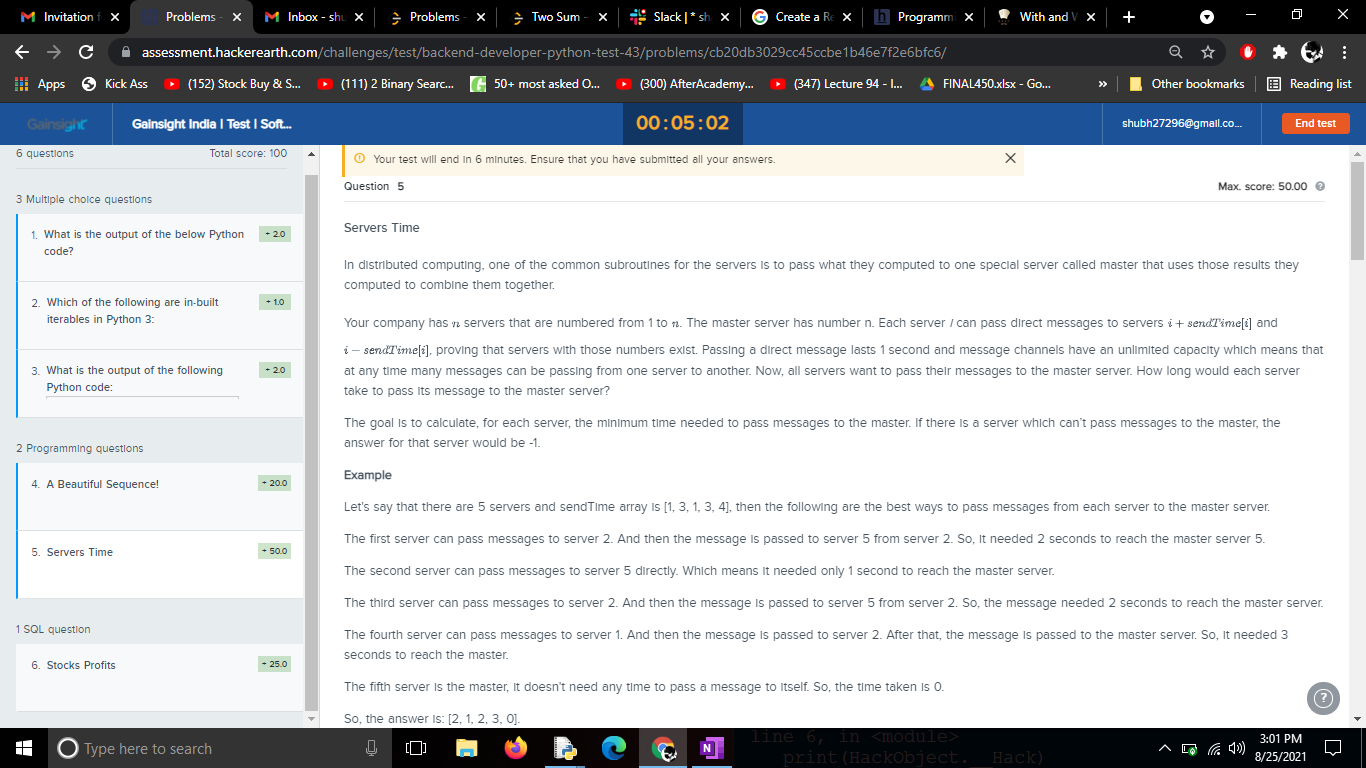 Invitation f
Problems -
Inbox - shu
Problems -
Two Sum -
Slack | * sh
Create a Re
Programm
With and W
assessment.hackerearth.com/challenges/test/backend-developer-python-test-43/problems/cb20db3029cc45ccbe1b46e7f2e6bfc6/
Apps
Kick Ass
(152) Stock Buy & S...
(111) 2 Binary Searc...
50+ most asked O...
(300) AfterAcademy...
(347) Lecture 94 - I...
FINAL450.xlsx - Go...
»
Other bookmarks
Reading list
Gainsight
Gainsight India | Test | Soft...
00:05:02
shubh27296@gmail.co...
End test
6 questions
Total score: 100
3 Multiple choice questions
1. What is the output of the below Python
code?
+ 2.0
2. Which of the following are in-built
iterables in Python 3:
+ 1.0
3. What is the output of the following
Python code:
+ 2.0
2 Programming questions
4. A Beautiful Sequence!
+ 20.0
5. Servers Time
+ 50.0
1 SQL question
6. Stocks Profits
+ 25.0
Your test will end in 6 minutes. Ensure that you have submitted all your answers.
Question 5
Max. score: 50.00
Servers Time
In distributed computing, one of the common subroutines for the servers is to pass what they computed to one special server called master that uses those results they
computed to combine them together.
Your company has n servers that are numbered from 1 to n. The master server has number n. Each server i can pass direct messages to servers i + sendTime[i] and
i − sendTime[i], proving that servers with those numbers exist. Passing a direct message lasts 1 second and message channels have an unlimited capacity which means that
at any time many messages can be passing from one server to another. Now, all servers want to pass their messages to the master server. How long would each server
take to pass its message to the master server?
The goal is to calculate, for each server, the minimum time needed to pass messages to the master. If there is a server which can't pass messages to the master, the
answer for that server would be -1.
Example
Let's say that there are 5 servers and sendTime array is [1, 3, 1, 3, 4], then the following are the best ways to pass messages from each server to the master server.
The first server can pass messages to server 2. And then the message is passed to server 5 from server 2. So, it needed 2 seconds to reach the master server 5.
The second server can pass messages to server 5 directly. Which means it needed only 1 second to reach the master server.
The third server can pass messages to server 2. And then the message is passed to server 5 from server 2. So, the message needed 2 seconds to reach the master server.
The fourth server can pass messages to server 1. And then the message is passed to server 2. After that, the message is passed to the master server. So, it needed 3
seconds to reach the master.
The fifth server is the master, it doesn't need any time to pass a message to itself. So, the time taken is 0.
So, the answer is: [2, 1, 2, 3, 0].
Type here to search
line 6, in <module>
print(HackObject.__Hack)
3:01 PM
8/25/2021